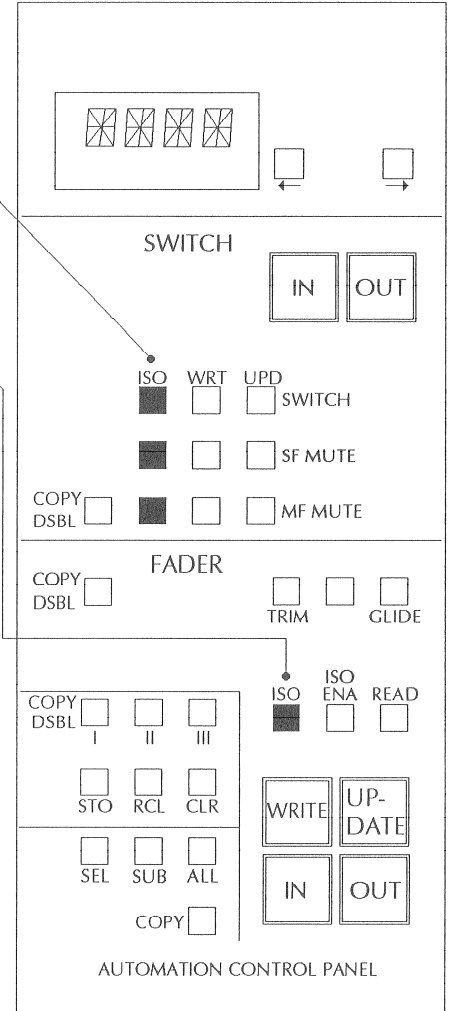 SWITCH
IN OUT
ISO WRT UPD
SWITCH
SF MUTE
COPY
DSBL
MF MUTE
FADER
COPY
DSBL
TRIM GLIDE
ISO ISO
ENA READ
COPY
DSBL
I II III
STO RCL CLR
WRITE UP-
DATE
SEL SUB ALL
IN OUT
COPY
AUTOMATION CONTROL PANEL